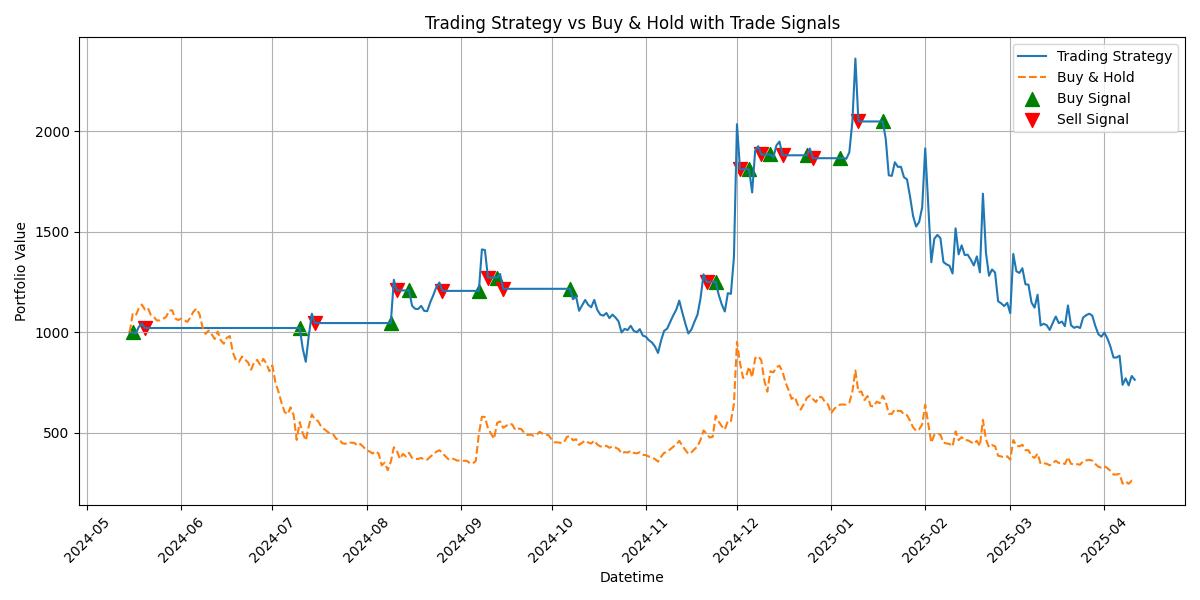 Trading Strategy vs Buy & Hold with Trade Signals
Trading Strategy
Buy & Hold
Buy Signal
Sell Signal
Portfolio Value
2000
1500
1000
500
2024-05
2024-06
2024-07
2024-08
2024-09
2024-10
2024-11
2024-12
2025-01
2025-02
2025-03
2025-04
Datetime